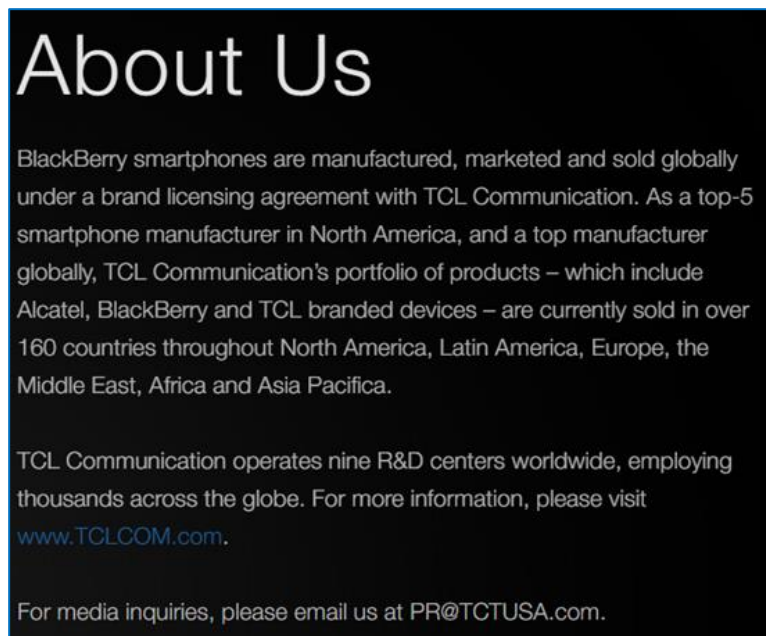 About Us
BlackBerry smartphones are manufactured, marketed and sold globally
under a brand licensing agreement with TCL Communication. As a top-5
smartphone manufacturer in North America, and a top manufacturer
globally, TCL Communication's portfolio of products – which include
Alcatel, BlackBerry and TCL branded devices – are currently sold in over
160 countries throughout North America, Latin America, Europe, the
Middle East, Africa and Asia Pacifica.
TCL Communication operates nine R&D centers worldwide, employing
thousands across the globe. For more information, please visit
www.TCLCOM.com.
For media inquiries, please email us at PR@TCTUSA.com.